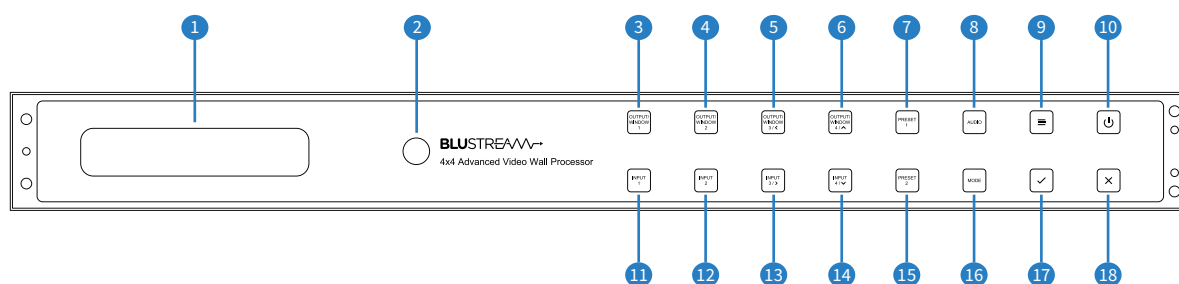 1 2 3 4 5 6 7 8 9 10
OUTPUT/
WINDOW
1
OUTPUT/
WINDOW
2
OUTPUT/
WINDOW
3 / <
OUTPUT/
WINDOW
4 / ︿
PRESET
1
AUDIO
BLUSTREAM
4x4 Advanced Video Wall Processor
INPUT
1
INPUT
2
INPUT
3 / >
INPUT
4 / ﹀
PRESET
2
MODE
11 12 13 14 15 16 17 18